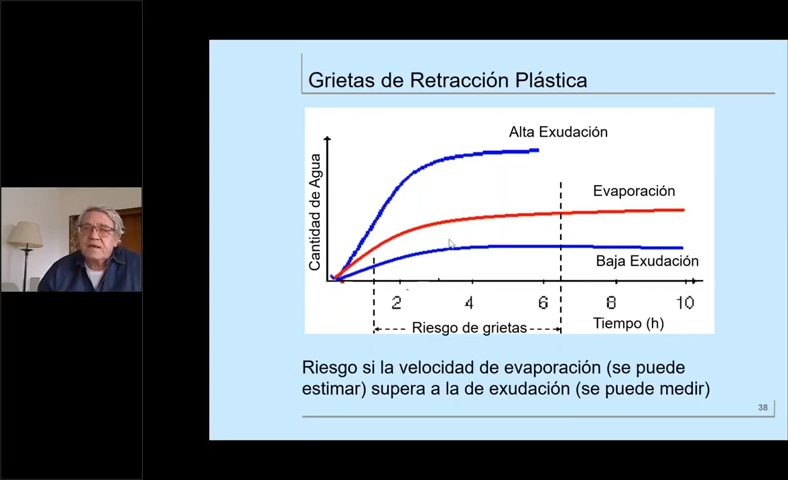 Grietas de Retracción Plástica
Alta Exudación
Cantidad de Agua
Evaporación
Baja Exudación
2 4 6 8 10
Riesgo de grietas
Tiempo (h)
Riesgo si la velocidad de evaporación (se puede
estimar) supera a la de exudación (se puede medir)
38